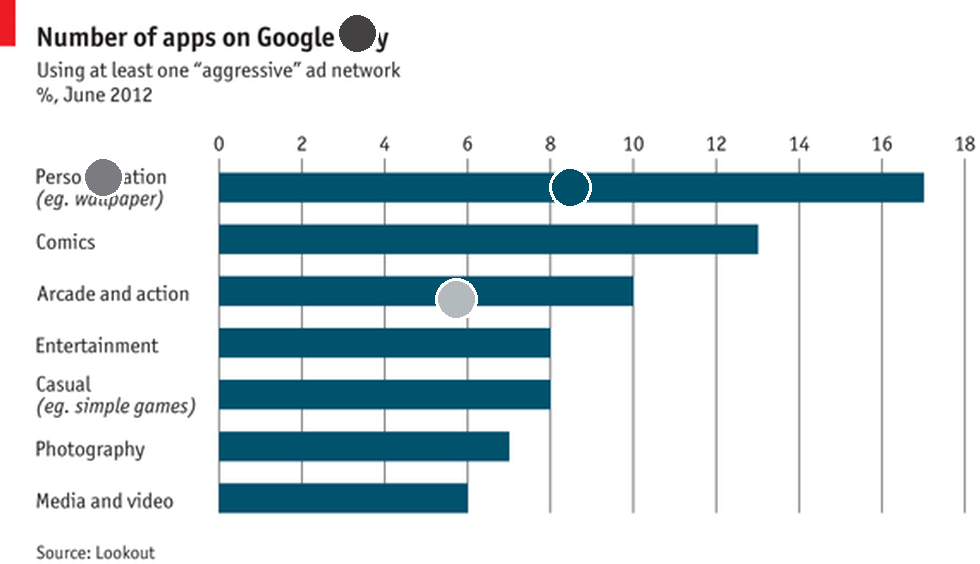 Number of apps on Google
Using at least one “aggressive” ad network
%, June 2012
0 2 4 6 8 10 12 14 16 18
(eg. wallpaper)
Comics
Arcade and action
Entertainment
Casual
(eg. simple games)
Photography
Media and video
Source: Lookout